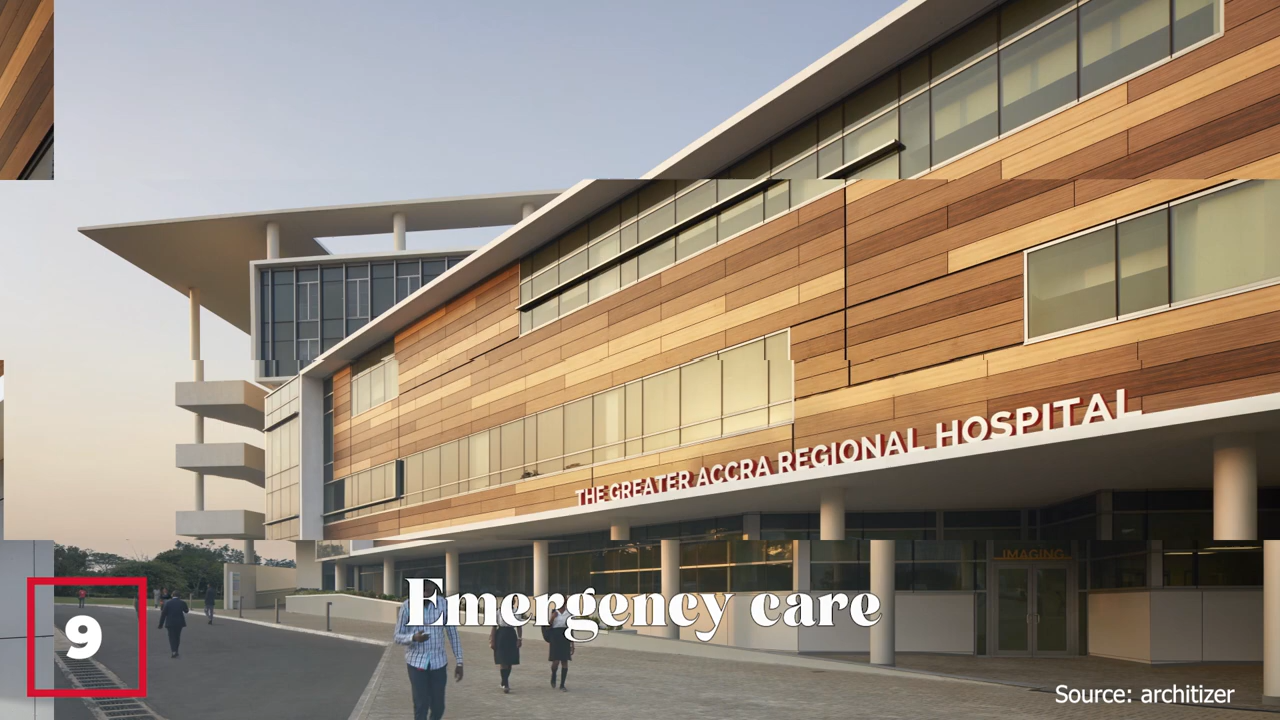 THE GREATER ACCRA REGIONAL HOSPITAL
IMAGING
Emergency care
9
Source: architizer